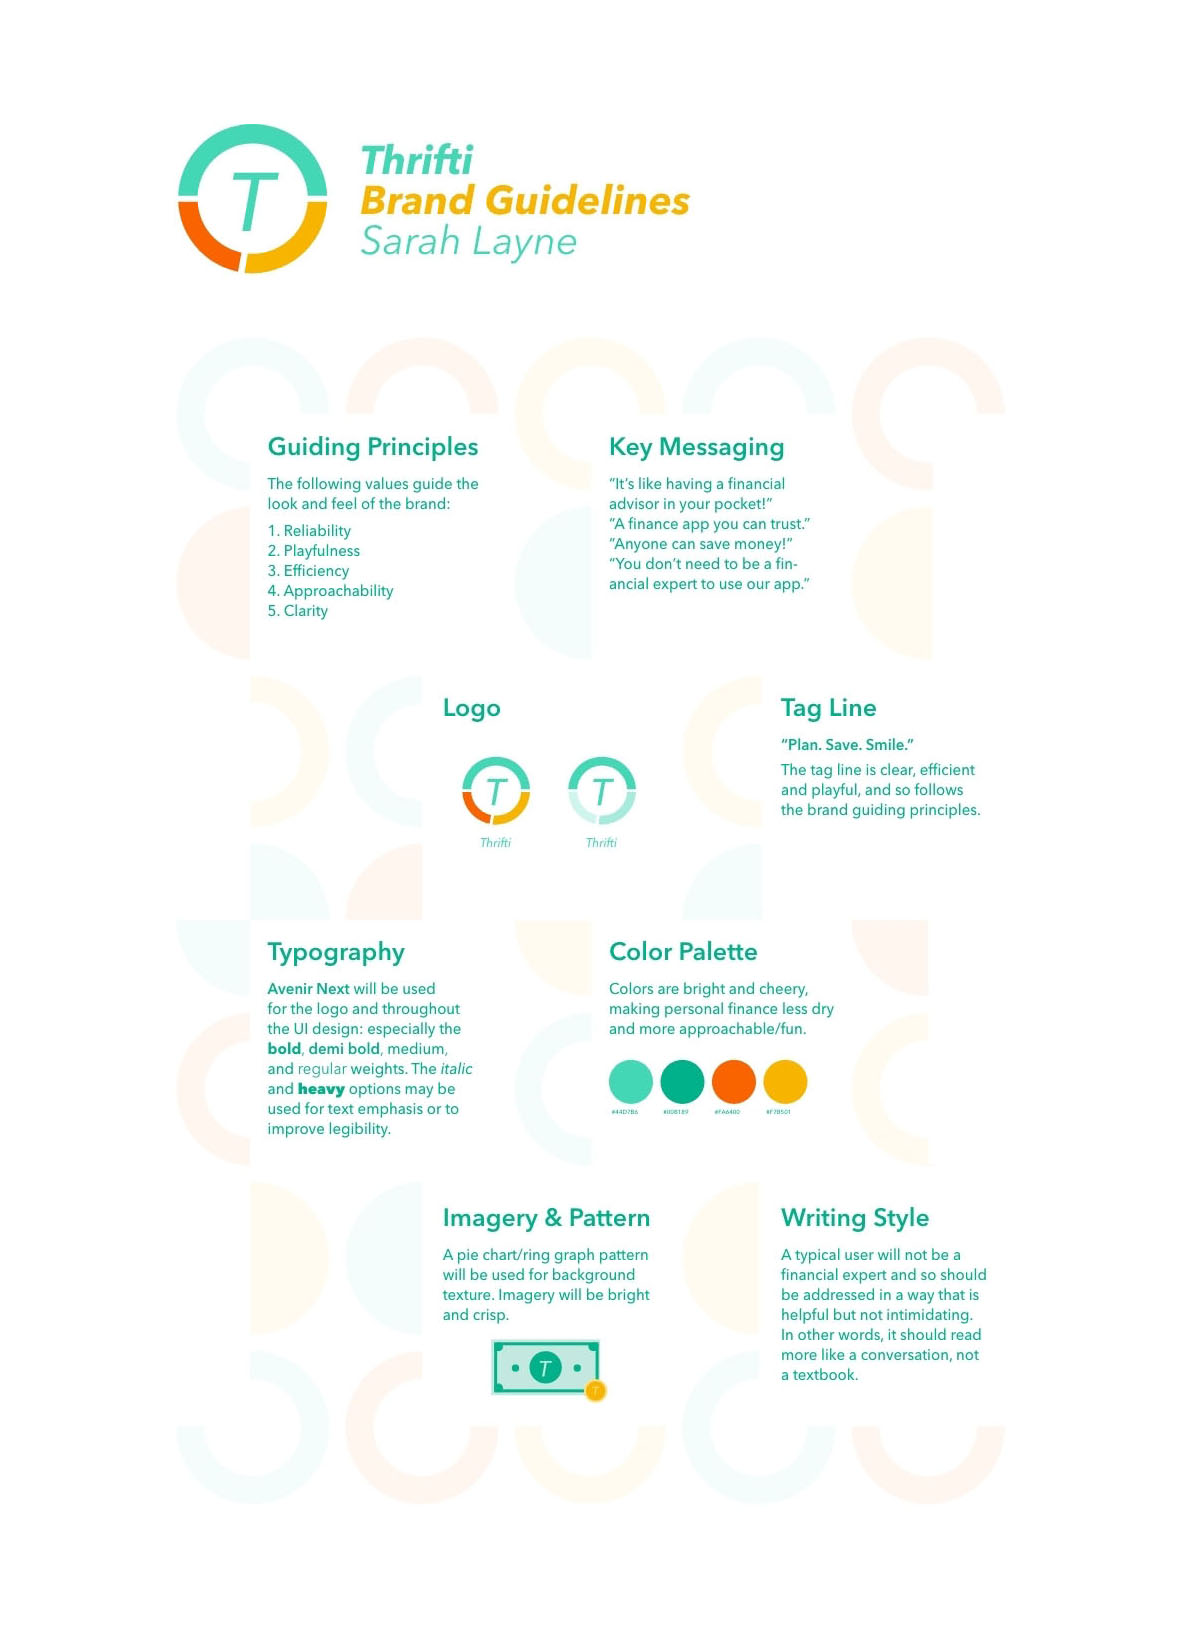 T
Thrifti
Brand Guidelines
Sarah Layne
Guiding Principles
The following values guide the
look and feel of the brand:
1. Reliability
2. Playfulness
3. Efficiency
4. Approachability
5. Clarity
Key Messaging
“It’s like having a financial
advisor in your pocket!”
“A finance app you can trust.”
“Anyone can save money!”
“You don’t need to be a fin-
ancial expert to use our app.”
Logo
T
T
Thrifti
Thrifti
Tag Line
“Plan. Save. Smile.”
The tag line is clear, efficient
and playful, and so follows
the brand guiding principles.
Typography
Avenir Next will be used
for the logo and throughout
the UI design: especially the
bold, demi bold, medium,
and regular weights. The italic
and heavy options may be
used for text emphasis or to
improve legibility.
Color Palette
Colors are bright and cheery,
making personal finance less dry
and more approachable/fun.
#44D7B6
#00B189
#FA6400
#F7B501
Imagery & Pattern
A pie chart/ring graph pattern
will be used for background
texture. Imagery will be bright
and crisp.
T
T
Writing Style
A typical user will not be a
financial expert and so should
be addressed in a way that is
helpful but not intimidating.
In other words, it should read
more like a conversation, not
a textbook.